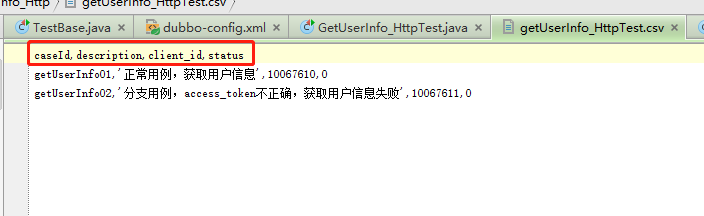 nfo_Http getUserInfo_HttpTest.csv
TestBase.java × dubbo-config.xml × GetUserInfo_HttpTest.java × getUserInfo_HttpTest.csv ×
caseId,description,client_id,status
getUserInfo01,'正常用例，获取用户信息',10067610,0
getUserInfo02,'分支用例，access_token不正确，获取用户信息失败',10067611,0